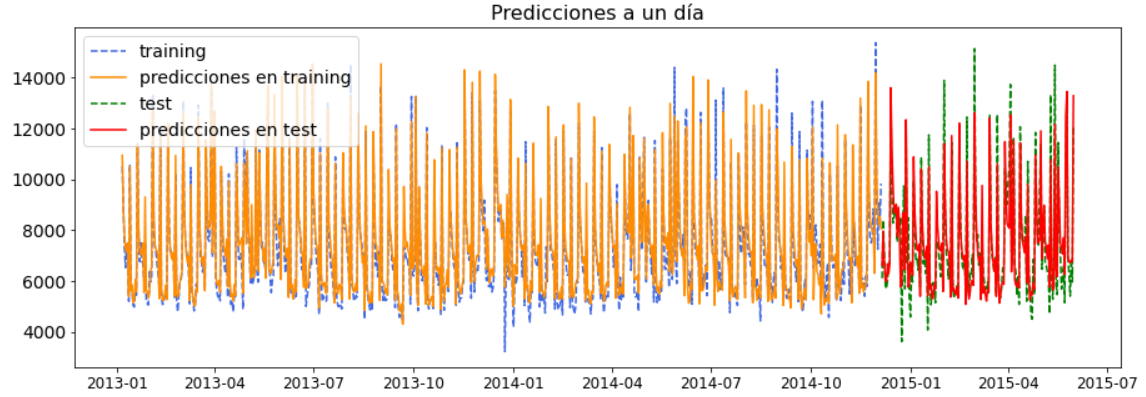 Predicciones a un día
training
predicciones en training
test
predicciones en test
14000
12000
10000
8000
6000
4000
2013-01 2013-04 2013-07 2013-10 2014-01 2014-04 2014-07 2014-10 2015-01 2015-04 2015-07